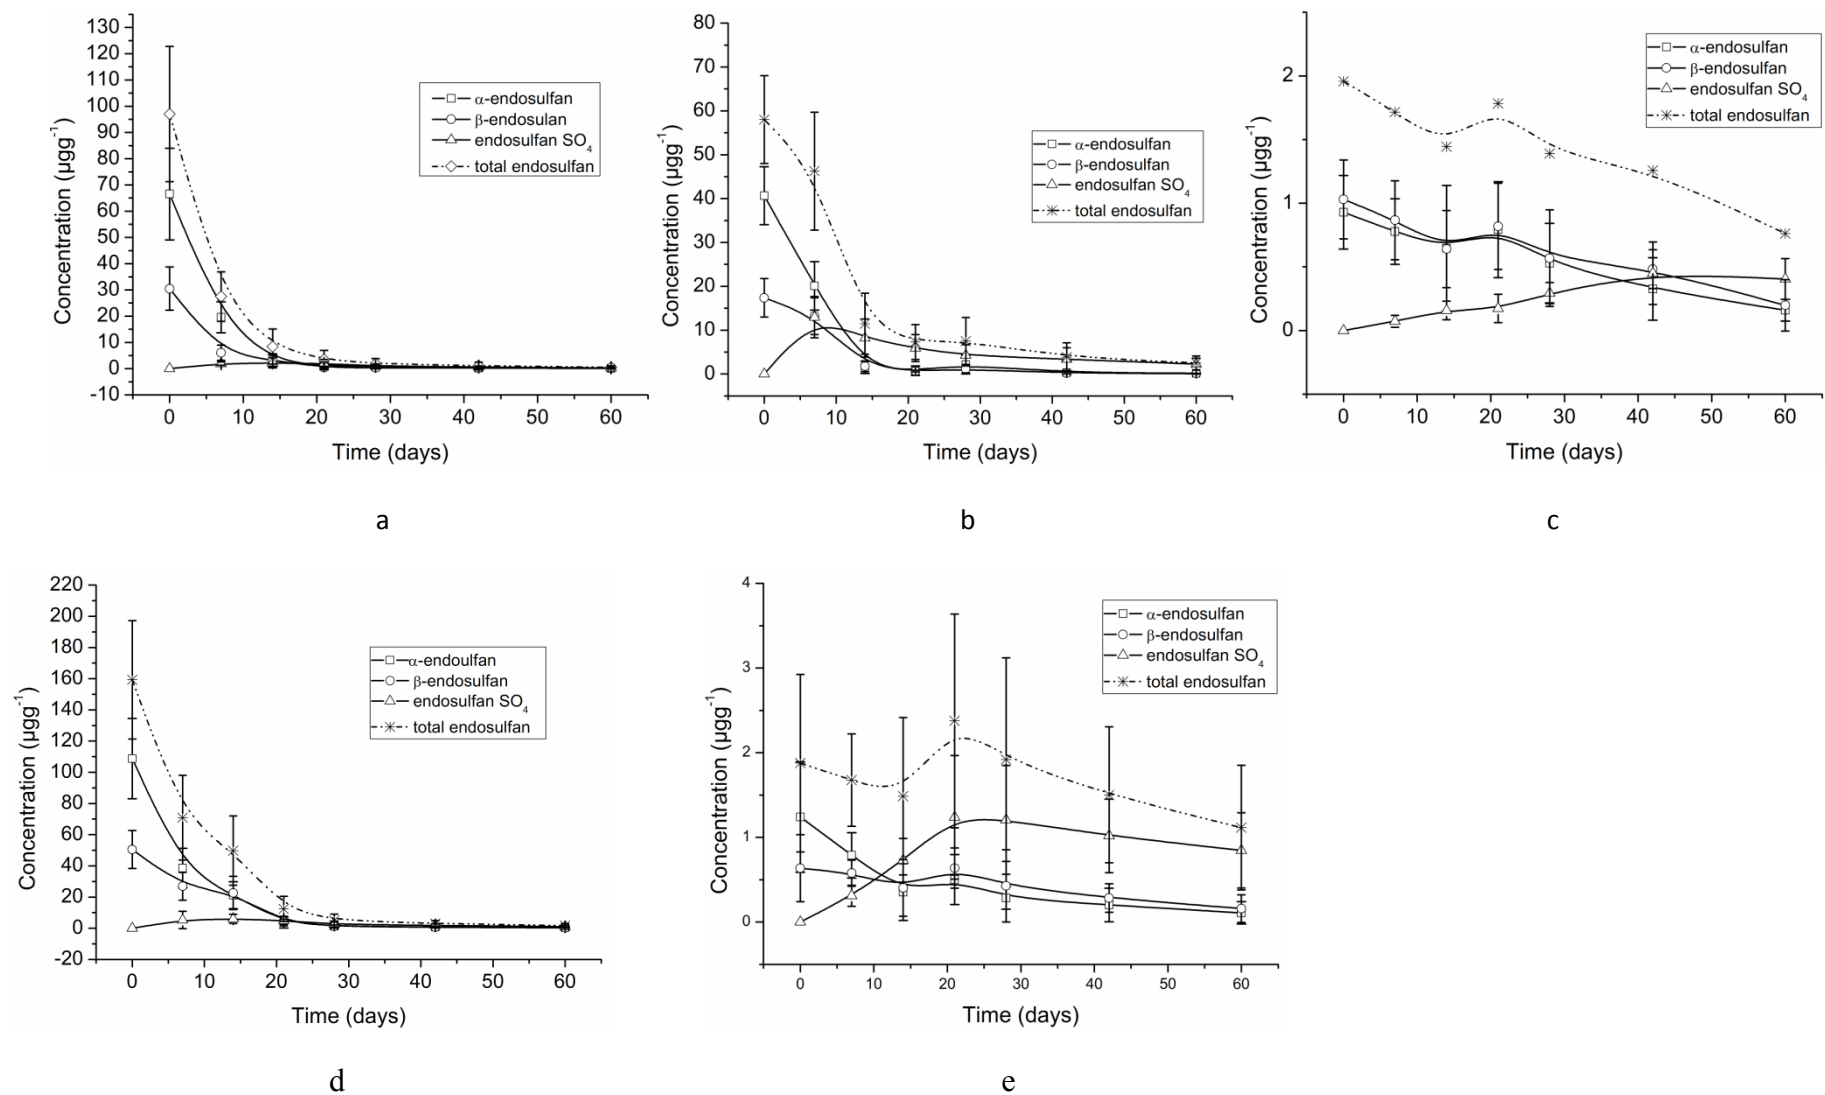 130
120
110
100
90
80
70
60
50
40
30
20
10
0
-10
Concentration (µgg⁻¹)
α-endosulfan
β-endosulan
endosulfan SO₄
total endosulfan
0 10 20 30 40 50 60
Time (days)
a
80
70
60
50
40
30
20
10
0
Concentration (µgg⁻¹)
α-endosulfan
β-endosulfan
endosulfan SO₄
total endosulfan
0 10 20 30 40 50 60
Time (days)
b
2
1
0
Concentration (µgg⁻¹)
α-endosulfan
β-endosulfan
endosulfan SO₄
total endosulfan
0 10 20 30 40 50 60
Time (days)
c
220
200
180
160
140
120
100
80
60
40
20
0
-20
Concentration (µgg⁻¹)
α-endoulfan
β-endosulfan
endosulfan SO₄
total endosulfan
0 10 20 30 40 50 60
Time (days)
d
4
3
2
1
0
Concentration (µgg⁻¹)
α-endosulfan
β-endosulfan
endosulfan SO₄
total endosulfan
0 10 20 30 40 50 60
Time (days)
e